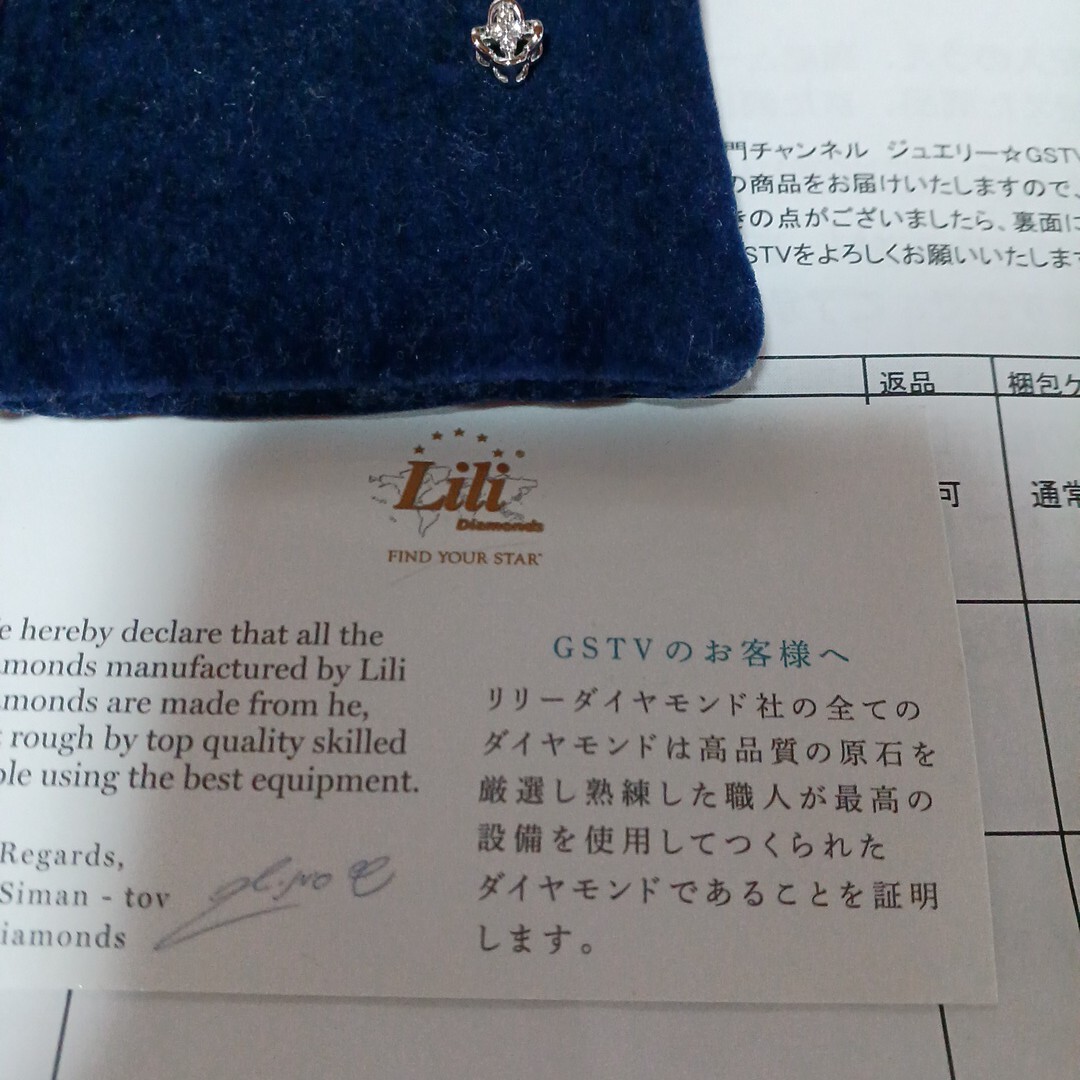 門チャンネル ジュエリー☆GSTV
の商品をお届けいたしますので、
きの点がございましたら、裏面に
GSTVをよろしくお願いいたします
返品
梱包ケ
可
通常
Lili
Diamonds
FIND YOUR STAR™
e hereby declare that all the
amonds manufactured by Lili
amonds are made from he,
t rough by top quality skilled
ple using the best equipment.
Regards,
Siman - tov
iamonds
GSTVのお客様へ
リリーダイヤモンド社の全ての
ダイヤモンドは高品質の原石を
厳選し熟練した職人が最高の
設備を使用してつくられた
ダイヤモンドであることを証明
します。